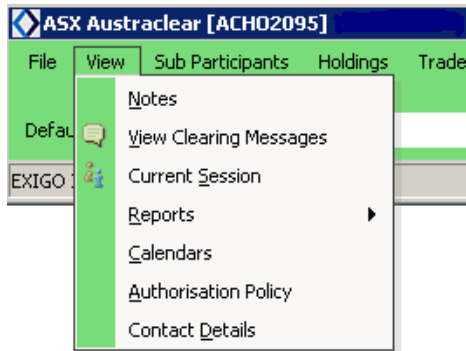 ASX Austraclear [ACHO2095]
File View Sub Participants Holdings Trade
Defau
EXIGO
Notes
View Clearing Messages
Current Session
Reports
Calendars
Authorisation Policy
Contact Details